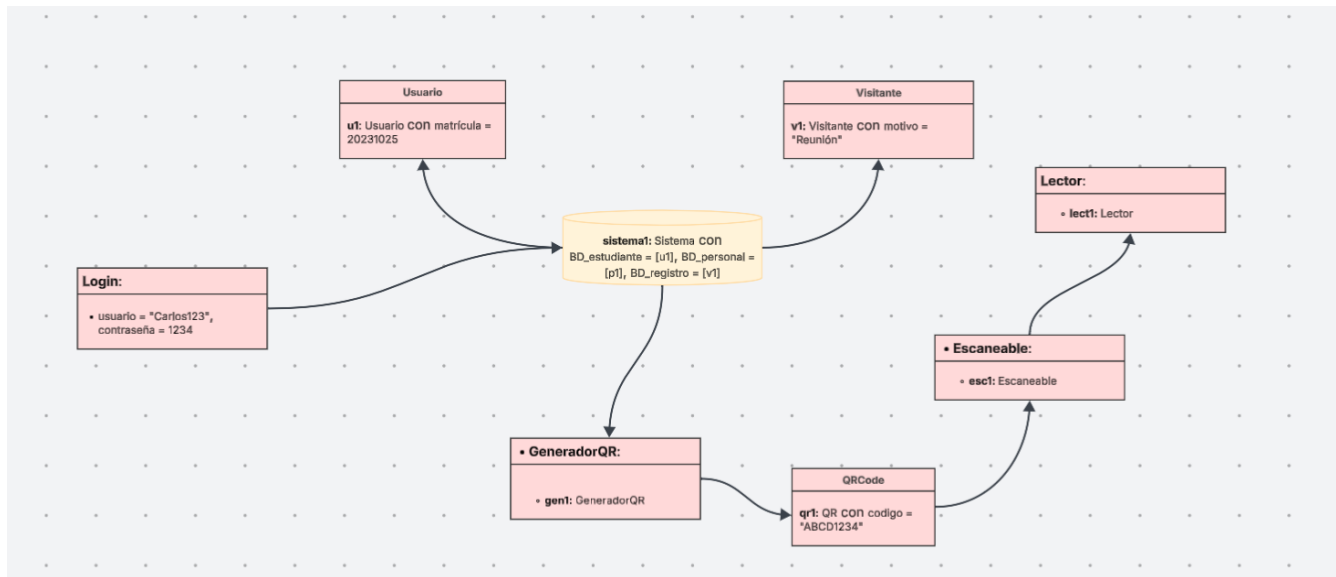 Usuario
u1: Usuario con matrícula =
20231025
Visitante
v1: Visitante con motivo =
"Reunión"
Lector:
◦ lect1: Lector
sistema1: Sistema con
BD_estudiante = [u1], BD_personal =
[p1], BD_registro = [v1]
Login:
• usuario = "Carlos123",
contraseña = 1234
• Escaneable:
◦ esc1: Escaneable
• GeneradorQR:
◦ gen1: GeneradorQR
QRCode
qr1: QR con codigo =
"ABCD1234"